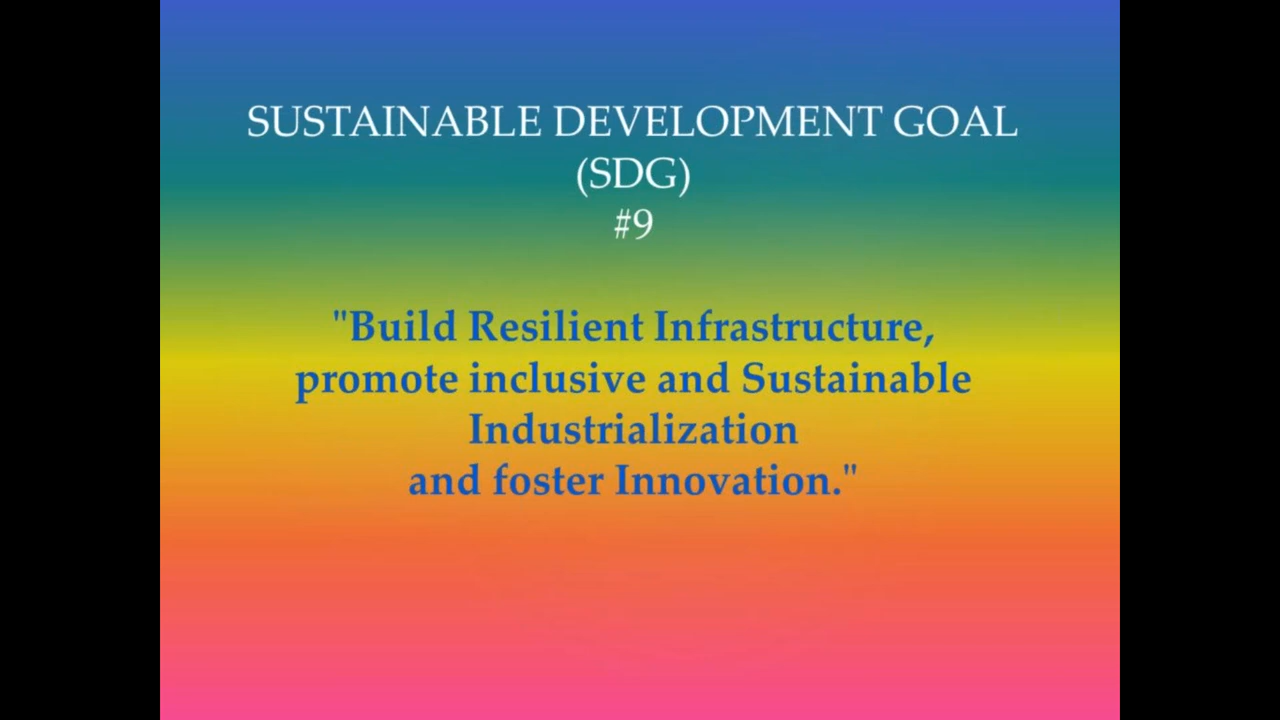 SUSTAINABLE DEVELOPMENT GOAL
(SDG)
#9
"Build Resilient Infrastructure,
promote inclusive and Sustainable
Industrialization
and foster Innovation."